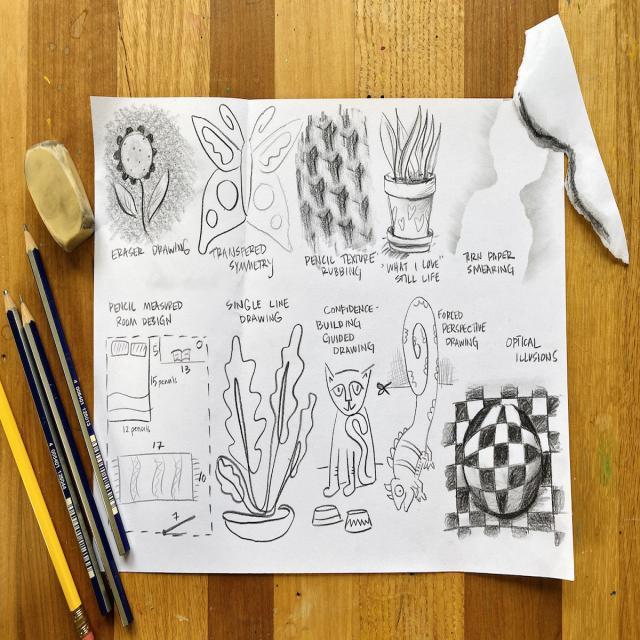 ERASER DRAWING
TRANSFERED
SYMMETRY
PENCIL TEXTURE
RUBBING
"WHAT I LOVE"
STILL LIFE
TORN PAPER
SMEARING
PENCIL MEASURED
ROOM DESIGN
SINGLE LINE
DRAWING
CONFIDENCE-
BUILDING
GUIDED
DRAWING
FORCED
PERSPECTIVE
DRAWING
OPTICAL
ILLUSIONS
5
13
15 pencils
12 pencils
17
10
7